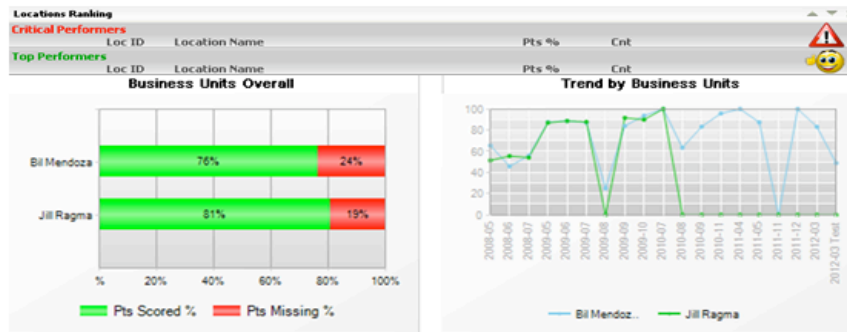 Locations Ranking
Critical Performers
Loc ID Location Name Pts % Cnt
Top Performers
Loc ID Location Name Pts % Cnt
Business Units Overall
Bil Mendoza 76% 24%
Jill Ragma 81% 19%
% 20% 40% 60% 80% 100%
Pts Scored % Pts Missing %
Trend by Business Units
100
80
60
40
20
0
2008-05
2008-06
2008-07
2009-05
2009-06
2009-07
2009-08
2009-09
2009-10
2010-07
2010-08
2010-09
2010-11
2011-04
2011-05
2011-11
2011-12
2012-03
2012-03 Test
Bil Mendoz.. Jill Ragma